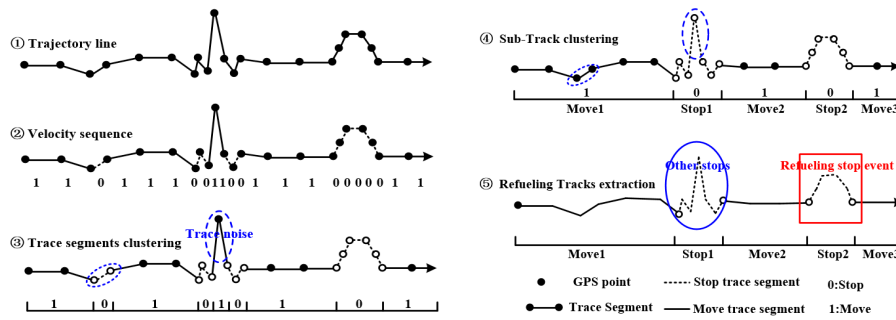 ① Trajectory line
② Velocity sequence
1 1 0 1 1 1 0 0 1 1 0 0 1 1 1 0 0 0 0 0 1 1
③ Trace segments clustering
Trace noise
1 0 1 0 1 0 1 0 1
④ Sub-Track clustering
1 0 1 0 1
Move1 Stop1 Move2 Stop2 Move3
⑤ Refueling Tracks extraction
Other stops
Refueling stop event
Move1 Stop1 Move2 Stop2 Move3
GPS point
Stop trace segment
0:Stop
Trace Segment
Move trace segment
1:Move